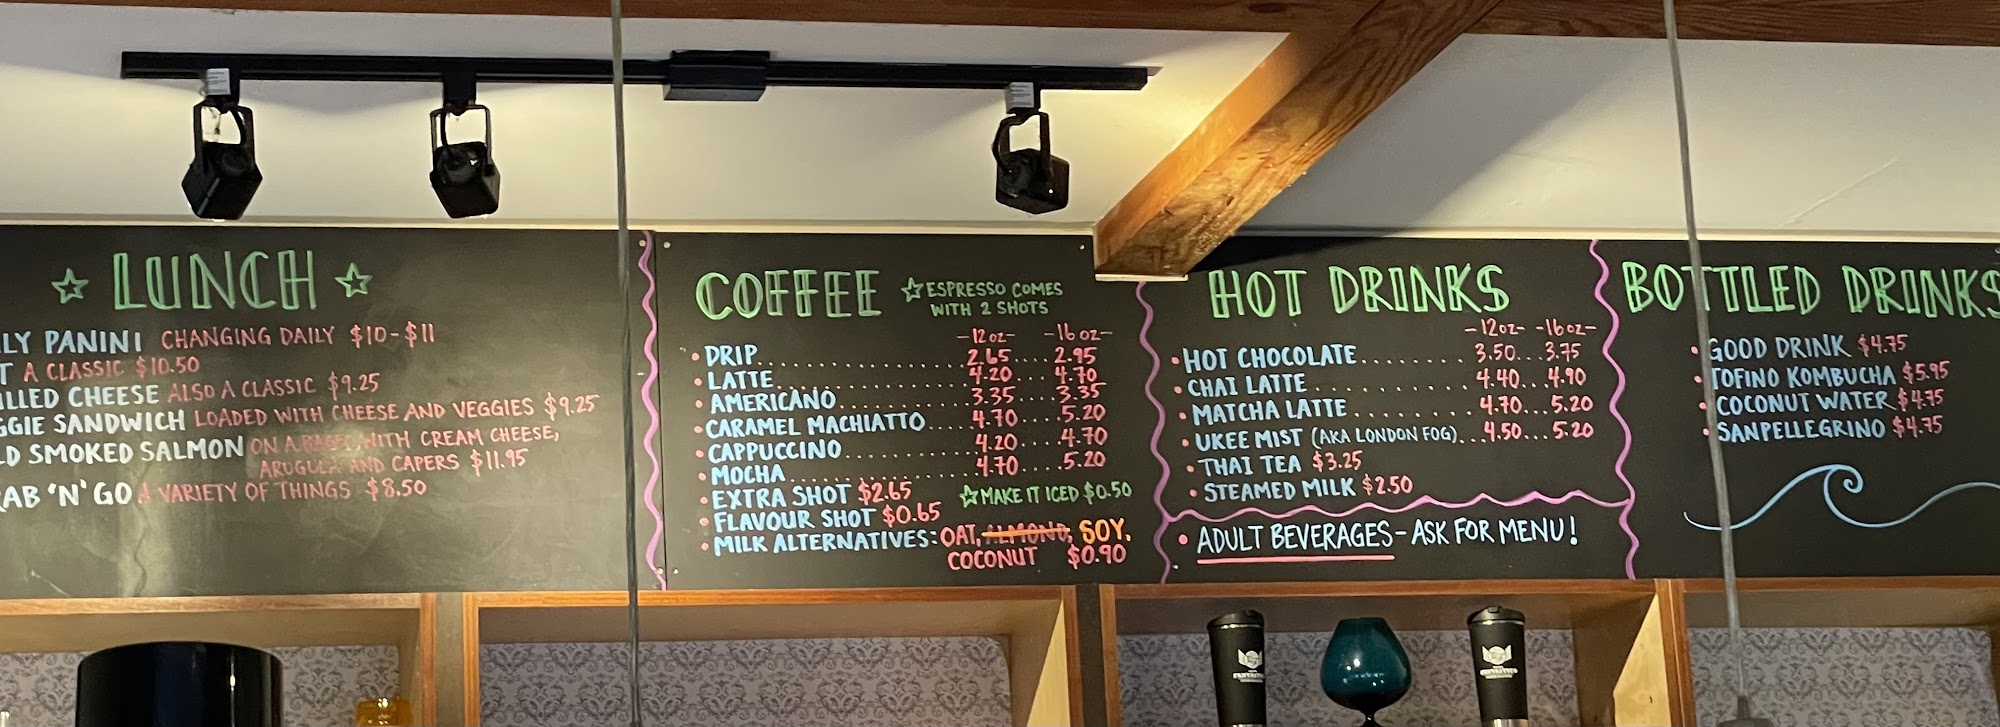 ☆ LUNCH ☆
LY PANINI CHANGING DAILY $10-$11
T A CLASSIC $10.50
ILLED CHEESE ALSO A CLASSIC $9.25
GGIE SANDWICH LOADED WITH CHEESE AND VEGGIES $9.25
LD SMOKED SALMON ON A BAGEL WITH CREAM CHEESE,
ARUGULA AND CAPERS $11.95
RAB 'N' GO A VARIETY OF THINGS $8.50
COFFEE
☆ ESPRESSO COMES
WITH 2 SHOTS
-12oz- -16oz-
• DRIP.................. 2.65.... 2.95
• LATTE................. 4.20... 4.70
• AMERICANO............ 3.35.... 3.35
• CARAMEL MACHIATTO.... 4.70.... 5.20
• CAPPUCCINO............ 4.20.... 4.70
• MOCHA................. 4.70.... 5.20
• EXTRA SHOT $2.65
☆ MAKE IT ICED $0.50
• FLAVOUR SHOT $0.65
• MILK ALTERNATIVES: OAT, ALMOND, SOY,
COCONUT $0.90
HOT DRINKS
-12oz- -16oz-
• HOT CHOCOLATE........ 3.50...3.75
• CHAI LATTE............ 4.40...4.90
• MATCHA LATTE......... 4.70...5.20
• UKEE MIST (AKA LONDON FOG)...4.50...5.20
• THAI TEA $3.25
• STEAMED MILK $2.50
• ADULT BEVERAGES - ASK FOR MENU!
BOTTLED DRINKS
• GOOD DRINK $4.75
• TOFINO KOMBUCHA $5.95
• COCONUT WATER $4.75
• SANPELLEGRINO $4.75